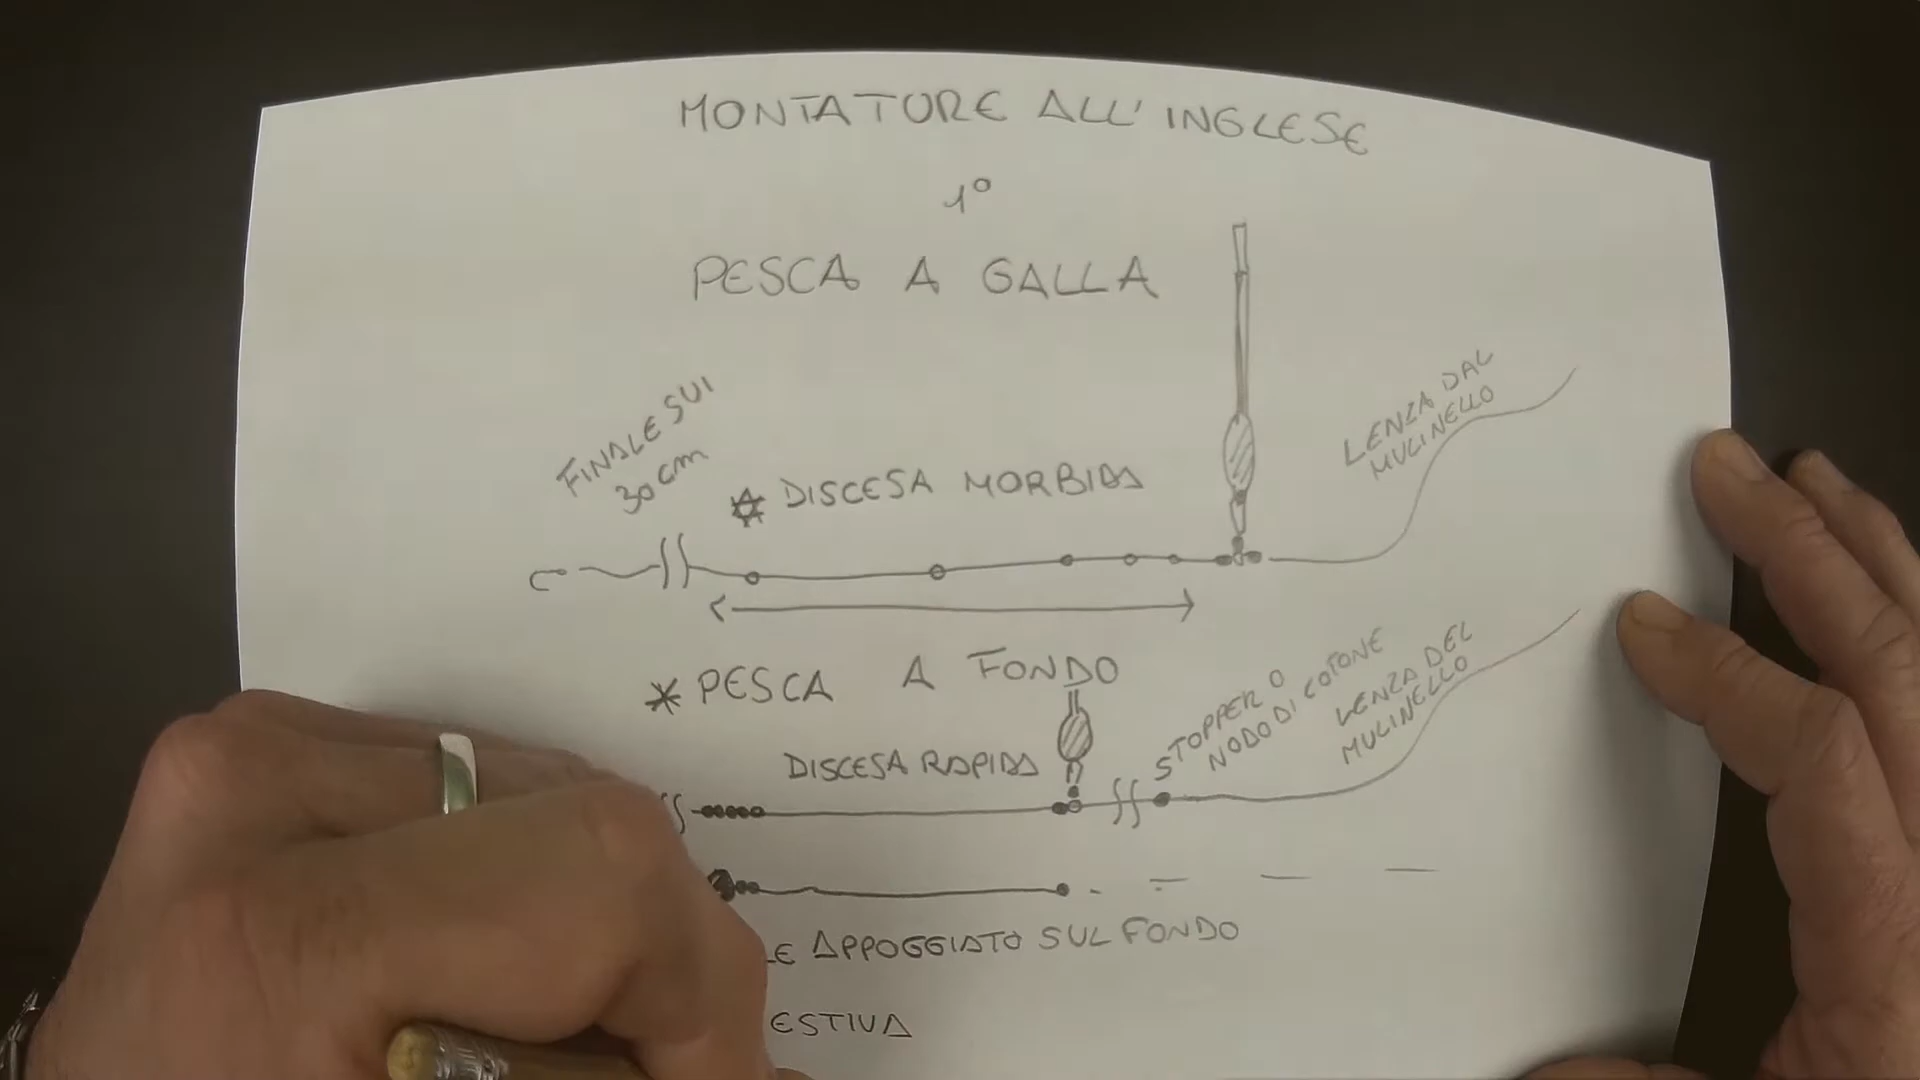 MONTATURE ALL' INGLESE
1°
PESCA A GALLA
FINALE SUI
30 cm
DISCESA MORBIDA
LENZA DAL
MULINELLO
* PESCA A FONDO
DISCESA RAPIDA
STOPPER O
NODO DI COTONE
LENZA DEL
MULINELLO
LE APPOGGIATO SUL FONDO
ESTIVA